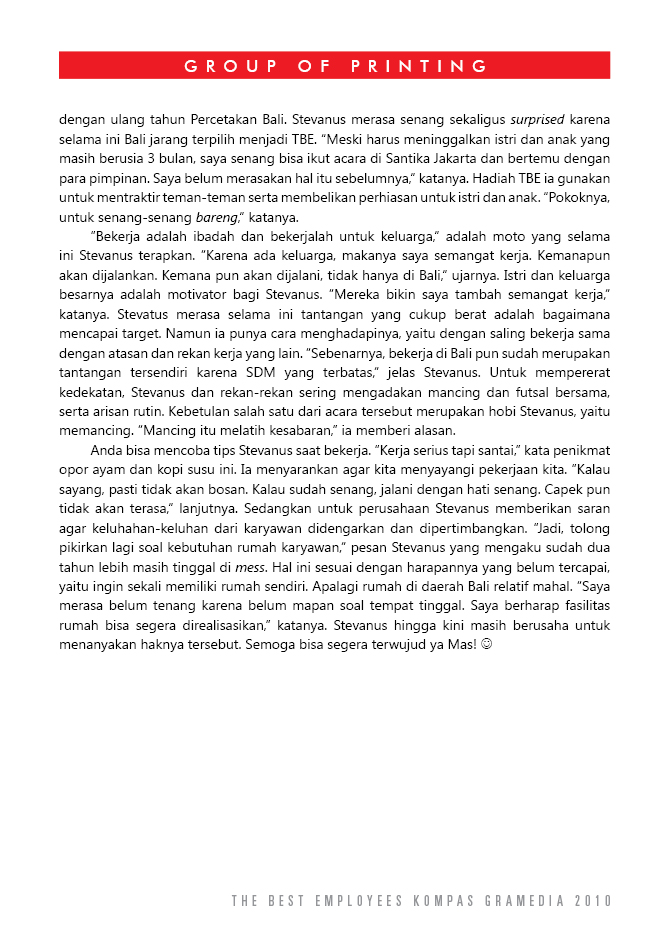 GROUP OF PRINTING
dengan ulang tahun Percetakan Bali. Stevanus merasa senang sekaligus surprised karena
selama ini Bali jarang terpilih menjadi TBE. “Meski harus meninggalkan istri dan anak yang
masih berusia 3 bulan, saya senang bisa ikut acara di Santika Jakarta dan bertemu dengan
para pimpinan. Saya belum merasakan hal itu sebelumnya,” katanya. Hadiah TBE ia gunakan
untuk mentraktir teman-teman serta membelikan perhiasan untuk istri dan anak. “Pokoknya,
untuk senang-senang bareng,” katanya.
“Bekerja adalah ibadah dan bekerjalah untuk keluarga,” adalah moto yang selama
ini Stevanus terapkan. “Karena ada keluarga, makanya saya semangat kerja. Kemanapun
akan dijalankan. Kemana pun akan dijalani, tidak hanya di Bali,” ujarnya. Istri dan keluarga
besarnya adalah motivator bagi Stevanus. “Mereka bikin saya tambah semangat kerja,”
katanya. Stevatus merasa selama ini tantangan yang cukup berat adalah bagaimana
mencapai target. Namun ia punya cara menghadapinya, yaitu dengan saling bekerja sama
dengan atasan dan rekan kerja yang lain. “Sebenarnya, bekerja di Bali pun sudah merupakan
tantangan tersendiri karena SDM yang terbatas,” jelas Stevanus. Untuk mempererat
kedekatan, Stevanus dan rekan-rekan sering mengadakan mancing dan futsal bersama,
serta arisan rutin. Kebetulan salah satu dari acara tersebut merupakan hobi Stevanus, yaitu
memancing. “Mancing itu melatih kesabaran,” ia memberi alasan.
Anda bisa mencoba tips Stevanus saat bekerja. “Kerja serius tapi santai,” kata penikmat
opor ayam dan kopi susu ini. Ia menyarankan agar kita menyayangi pekerjaan kita. “Kalau
sayang, pasti tidak akan bosan. Kalau sudah senang, jalani dengan hati senang. Capek pun
tidak akan terasa,” lanjutnya. Sedangkan untuk perusahaan Stevanus memberikan saran
agar keluhahan-keluhan dari karyawan didengarkan dan dipertimbangkan. “Jadi, tolong
pikirkan lagi soal kebutuhan rumah karyawan,” pesan Stevanus yang mengaku sudah dua
tahun lebih masih tinggal di mess. Hal ini sesuai dengan harapannya yang belum tercapai,
yaitu ingin sekali memiliki rumah sendiri. Apalagi rumah di daerah Bali relatif mahal. “Saya
merasa belum tenang karena belum mapan soal tempat tinggal. Saya berharap fasilitas
rumah bisa segera direalisasikan,” katanya. Stevanus hingga kini masih berusaha untuk
menanyakan haknya tersebut. Semoga bisa segera terwujud ya Mas! ☺
THE BEST EMPLOYEES KOMPAS GRAMEDIA 2010